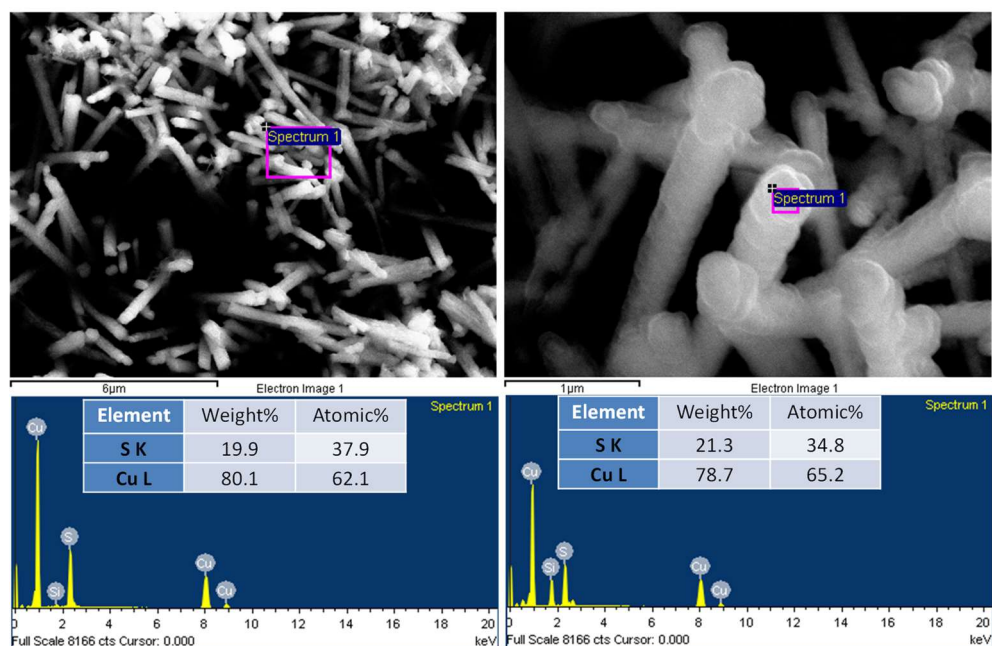 Spectrum 1
Spectrum 1
6μm Electron Image 1
1μm Electron Image 1
Spectrum 1
Element Weight% Atomic%
S K 19.9 37.9
Cu L 80.1 62.1
Cu
Si
S
Cu
Cu
0 2 4 6 8 10 12 14 16 18 20
Full Scale 8166 cts Cursor: 0.000 keV
Spectrum 1
Element Weight% Atomic%
S K 21.3 34.8
Cu L 78.7 65.2
Cu
Si
S
Cu
Cu
0 2 4 6 8 10 12 14 16 18 20
Full Scale 8166 cts Cursor: 0.000 keV